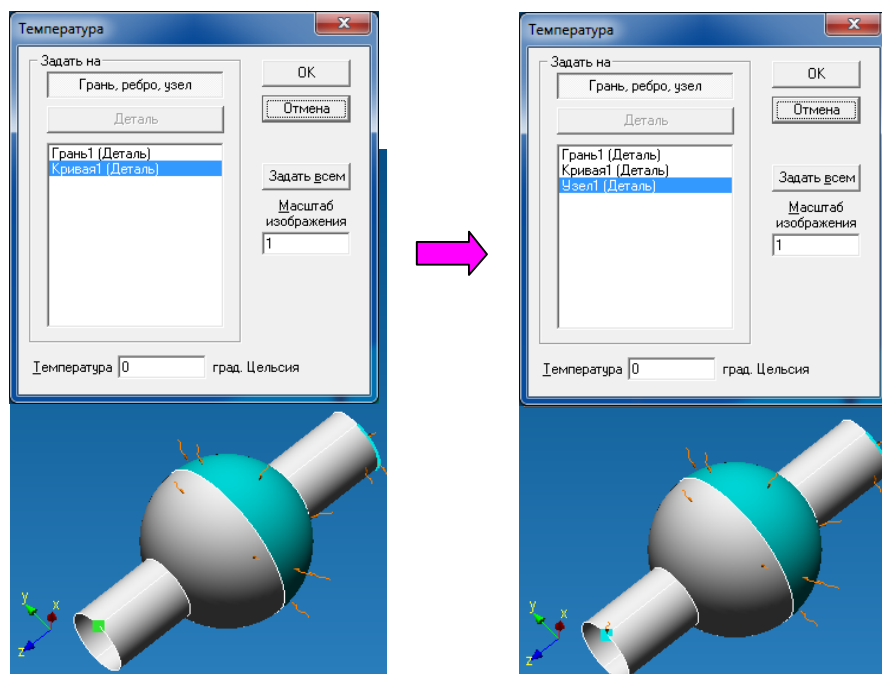 Температура
Задать на
Грань, ребро, узел
Деталь
Грань1 (Деталь)
Кривая1 (Деталь)
OK
Отмена
Задать всем
Масштаб
изображения
1
Температура 0 град. Цельсия
y x
z
Температура
Задать на
Грань, ребро, узел
Деталь
Грань1 (Деталь)
Кривая1 (Деталь)
Узел1 (Деталь)
OK
Отмена
Задать всем
Масштаб
изображения
1
Температура 0 град. Цельсия
y x
z